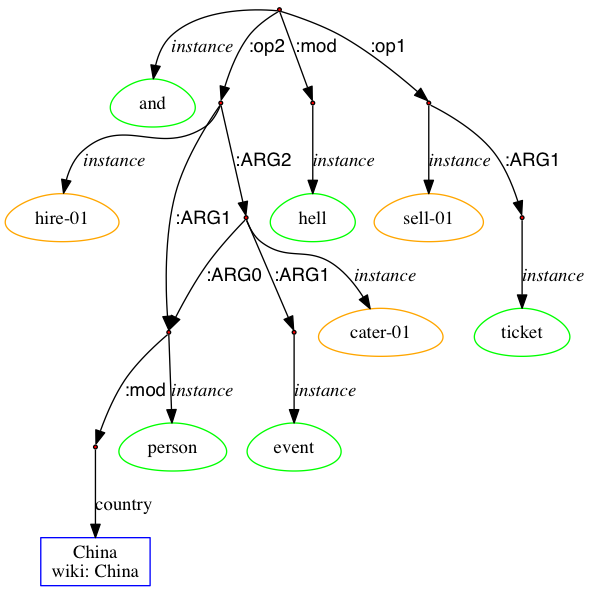 instance
:op2
:mod
:op1
and
instance
:ARG2
instance
instance
:ARG1
hire-01
:ARG1
hell
sell-01
:ARG0
:ARG1
instance
instance
cater-01
ticket
:mod
instance
instance
person
event
country
China
wiki: China